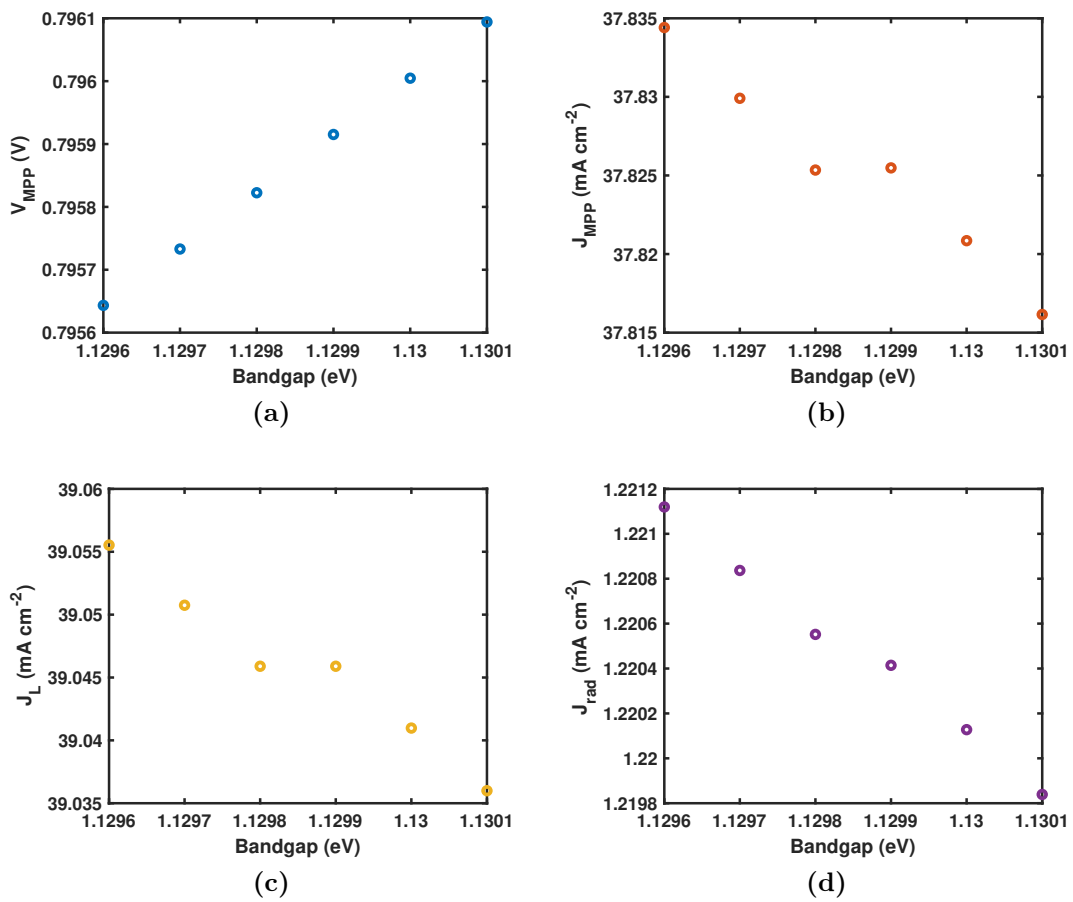 0.7961
0.796
0.7959
0.7958
0.7957
0.7956
V_MPP (V)
1.1296 1.1297 1.1298 1.1299 1.13 1.1301
Bandgap (eV)
(a)
37.835
37.83
37.825
37.82
37.815
J_MPP (mA cm^-2)
1.1296 1.1297 1.1298 1.1299 1.13 1.1301
Bandgap (eV)
(b)
39.06
39.055
39.05
39.045
39.04
39.035
J_L (mA cm^-2)
1.1296 1.1297 1.1298 1.1299 1.13 1.1301
Bandgap (eV)
(c)
1.2212
1.221
1.2208
1.2206
1.2204
1.2202
1.22
1.2198
J_rad (mA cm^-2)
1.1296 1.1297 1.1298 1.1299 1.13 1.1301
Bandgap (eV)
(d)